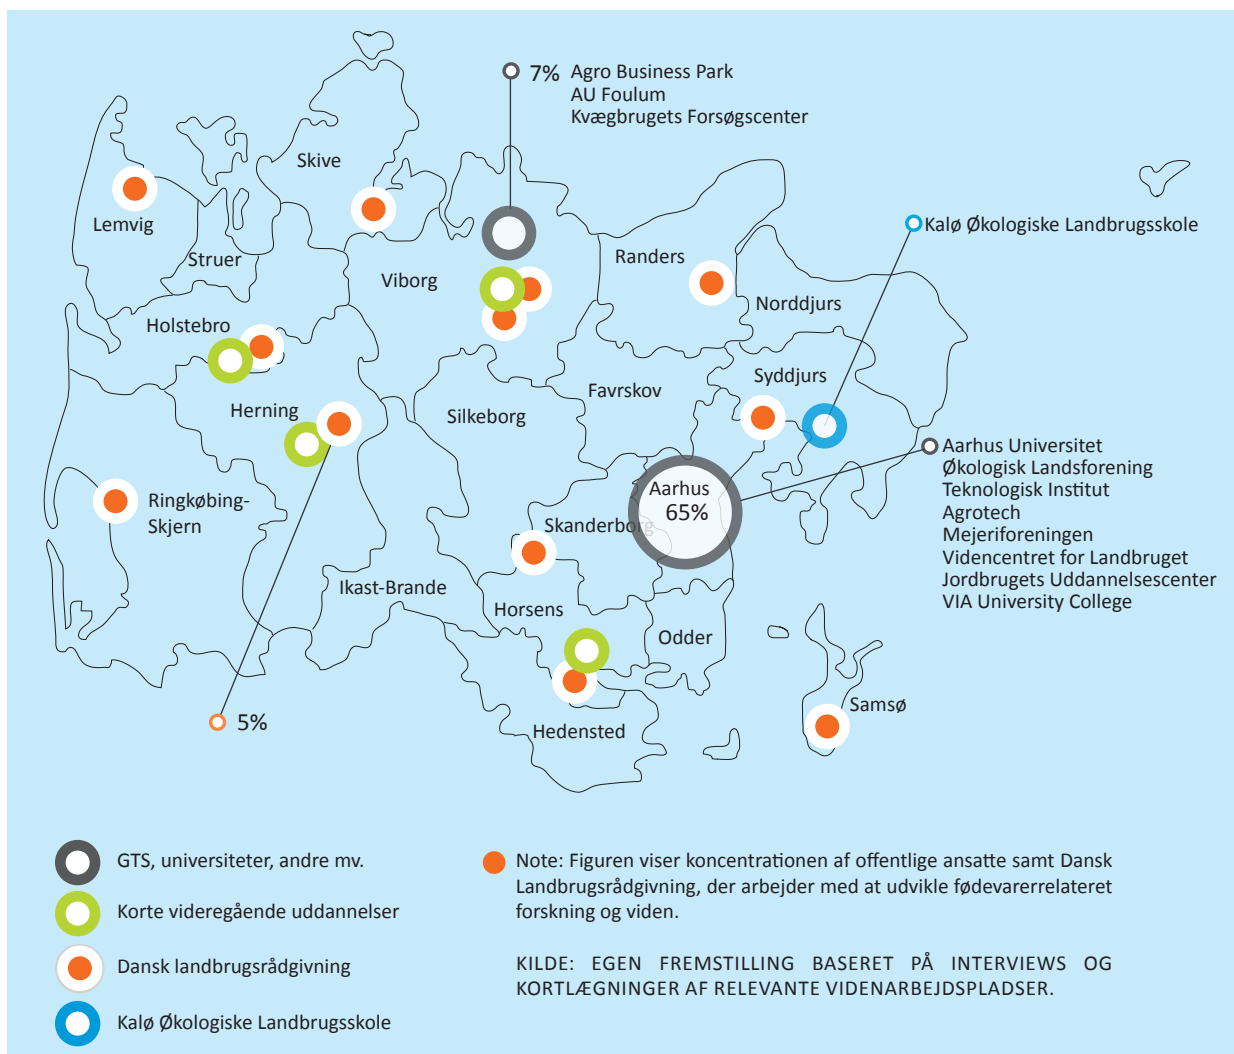 7% Agro Business Park
AU Foulum
Kvægbrugets Forsøgscenter
Skive
Lemvig
Struer
Viborg
Randers
Kalø Økologiske Landbrugsskole
Norddjurs
Holstebro
Syddjurs
Favrskov
Herning
Silkeborg
Aarhus
65%
Aarhus Universitet
Økologisk Landsforening
Teknologisk Institut
Agrotech
Mejeriforeningen
Videncentret for Landbruget
Jordbrugets Uddannelsescenter
VIA University College
Ringkøbing-
Skjern
Skanderborg
Ikast-Brande
Horsens
Odder
Samsø
5%
Hedensted
GTS, universiteter, andre mv.
Korte videregående uddannelser
Dansk landbrugsrådgivning
Kalø Økologiske Landbrugsskole
Note: Figuren viser koncentrationen af offentlige ansatte samt Dansk
Landbrugsrådgivning, der arbejder med at udvikle fødevarerrelateret
forskning og viden.
KILDE: EGEN FREMSTILLING BASERET PÅ INTERVIEWS OG
KORTLÆGNINGER AF RELEVANTE VIDENARBEJDSPLADSER.